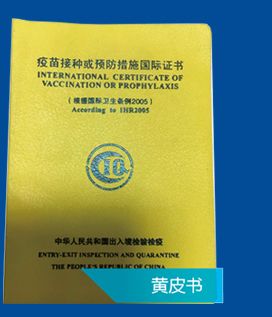 疫苗接种或预防措施国际证书
INTERNATIONAL CERTIFICATE OF
VACCINATION OR PROPHYLAXIS
(根据国际卫生条例2005)
According to IHR2005
CIQ
中华人民共和国出入境检验检疫
ENTRY-EXIT INSPECTION AND QUARANTINE
THE PEOPLE'S REPUBLIC OF CHINA
黄皮书